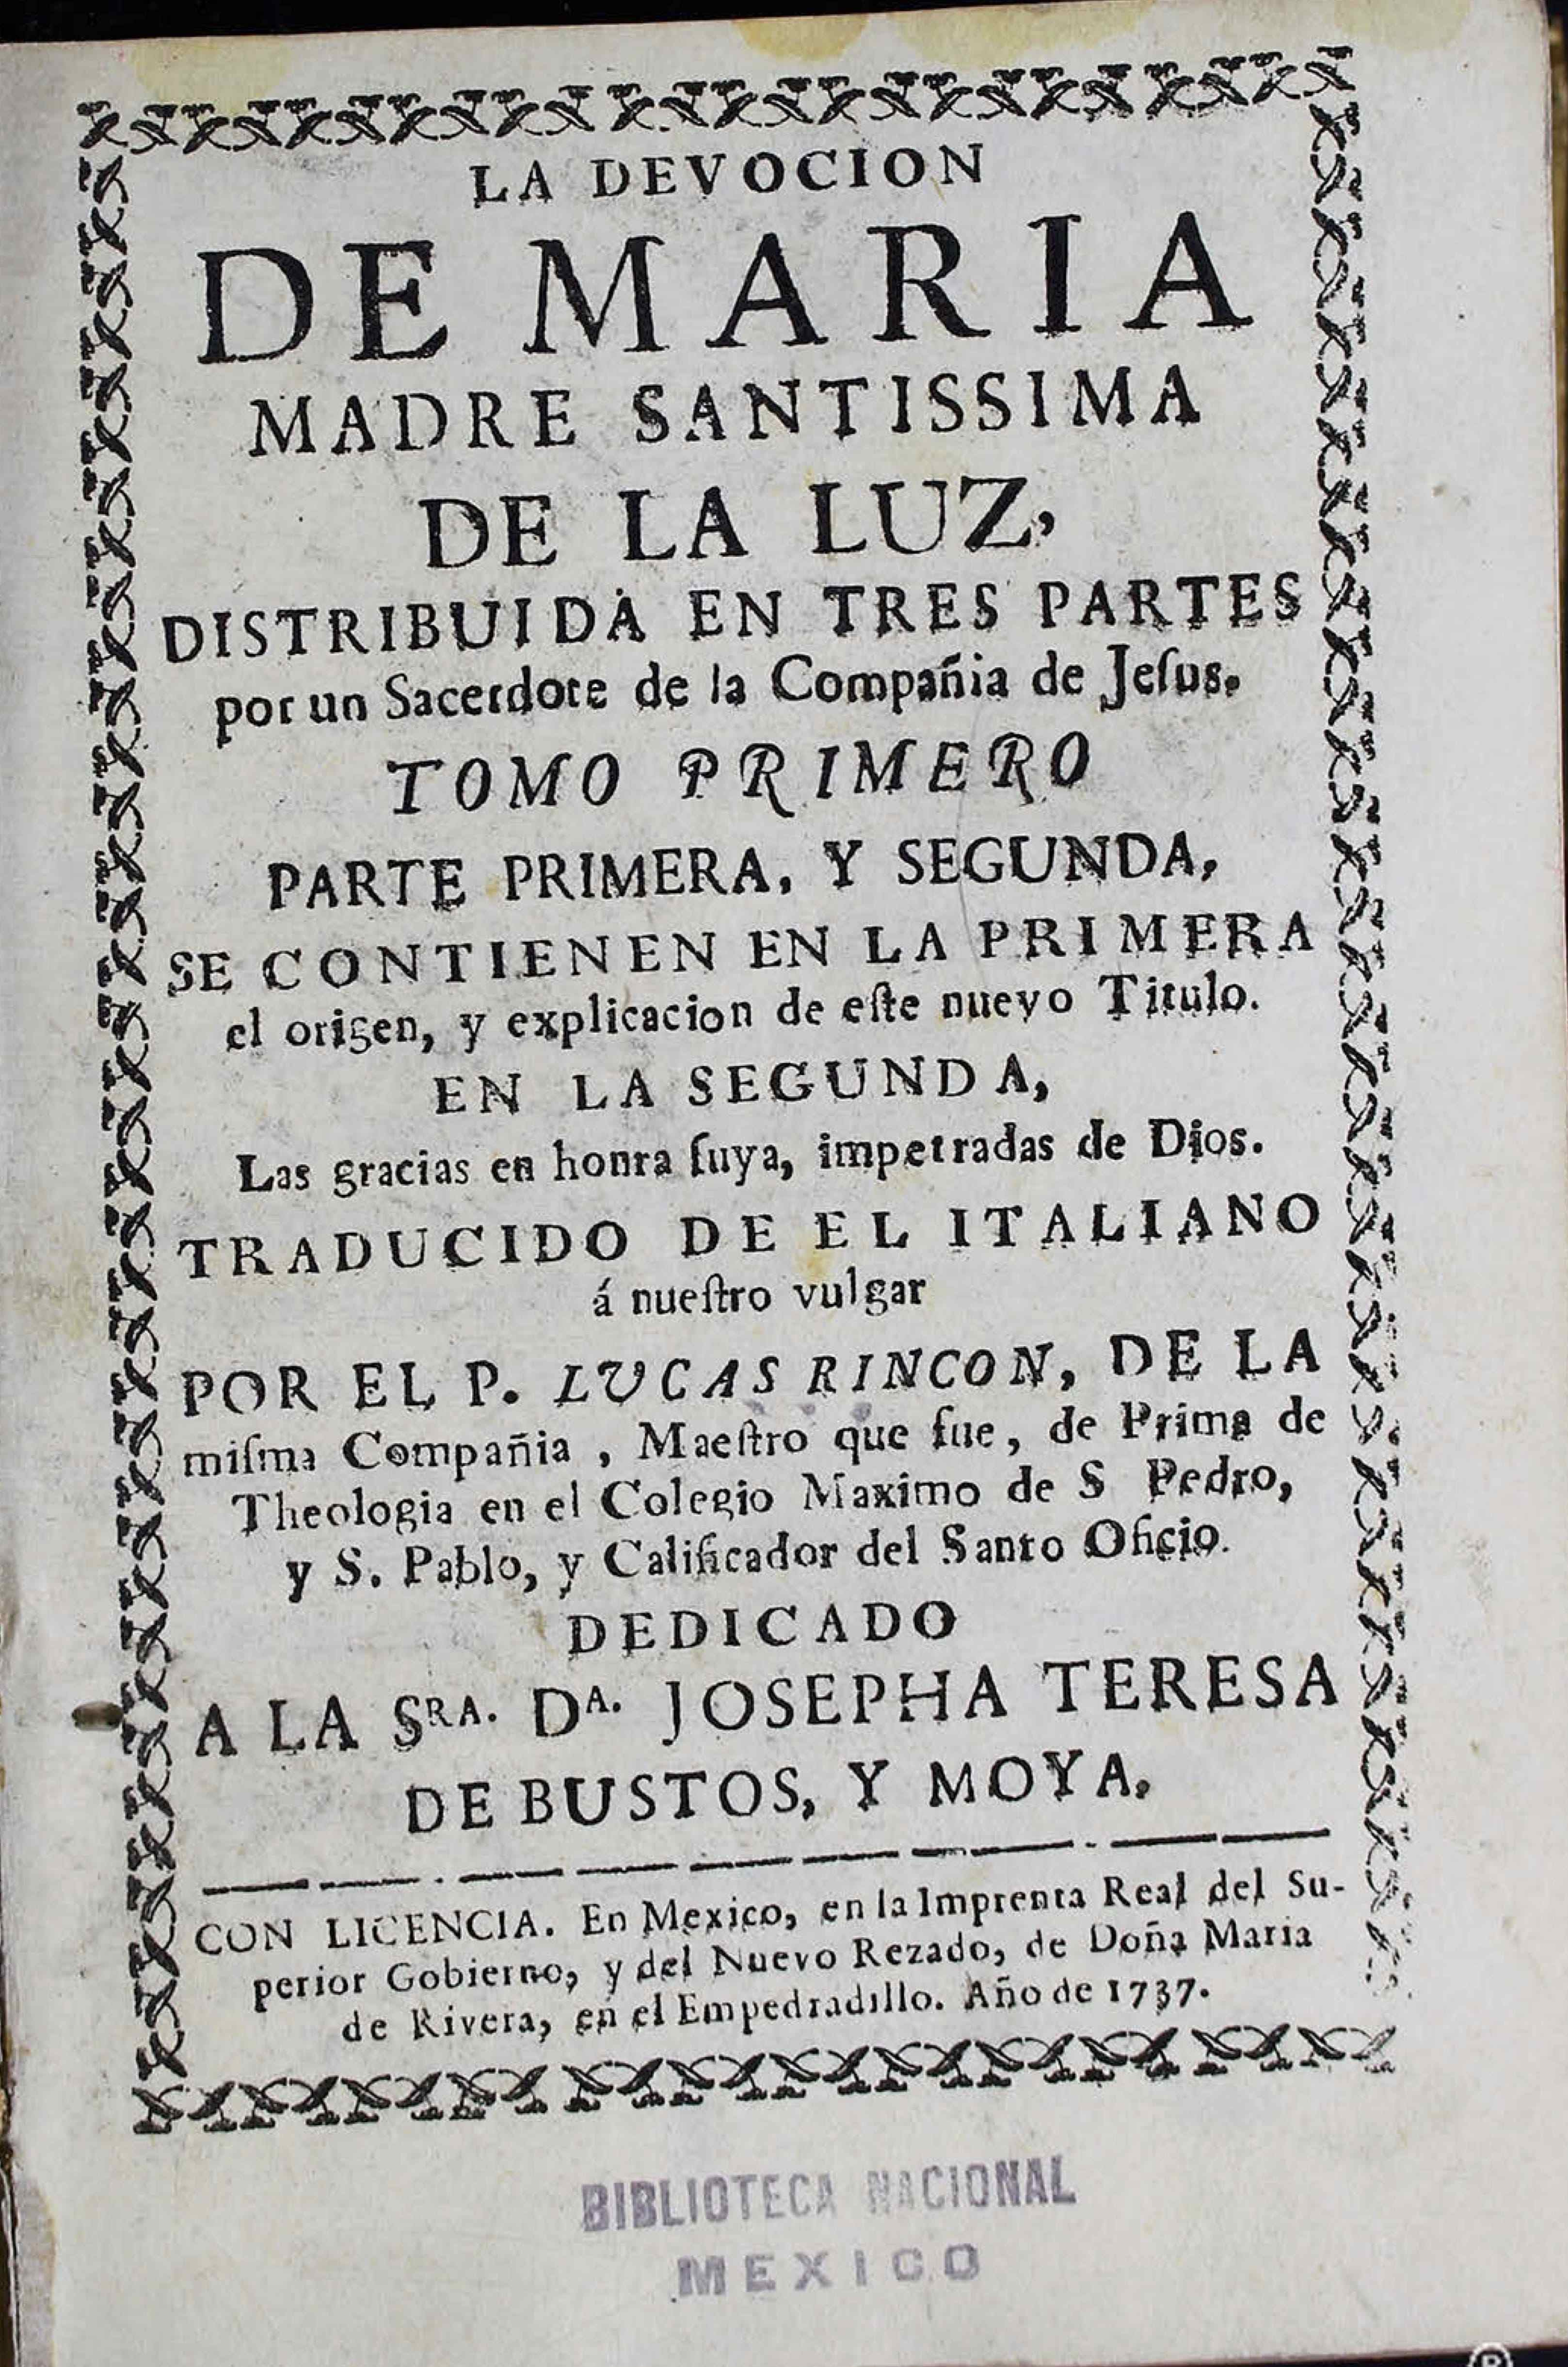 LA DEVOCION
DE MARIA
MADRE SANTISSIMA
DE LA LUZ,
DISTRIBUIDA EN TRES PARTES
por un Sacerdote de la Compañia de Jeſus.
TOMO PRIMERO
PARTE PRIMERA, Y SEGUNDA,
SE CONTIENEN EN LA PRIMERA
el origen, y explicacion de eſte nuevo Titulo.
EN LA SEGUNDA,
Las gracias en honra ſuya, impetradas de Dios.
TRADUCIDO DE EL ITALIANO
á nueſtro vulgar
POR EL P. LVCAS RINCON, DE LA
miſma Compañia, Maeſtro que fue, de Prima de
Theologia en el Colegio Maximo de S Pedro,
y S. Pablo, y Calificador del Santo Oficio.
DEDICADO
A LA SRA. DA. JOSEPHA TERESA
DE BUSTOS, Y MOYA.
CON LICENCIA. En Mexico, en la Imprenta Real del Su-
perior Gobierno, y del Nuevo Rezado, de Doña Maria
de Rivera, en el Empedradillo. Año de 1737.
BIBLIOTECA NACIONAL
MEXICO